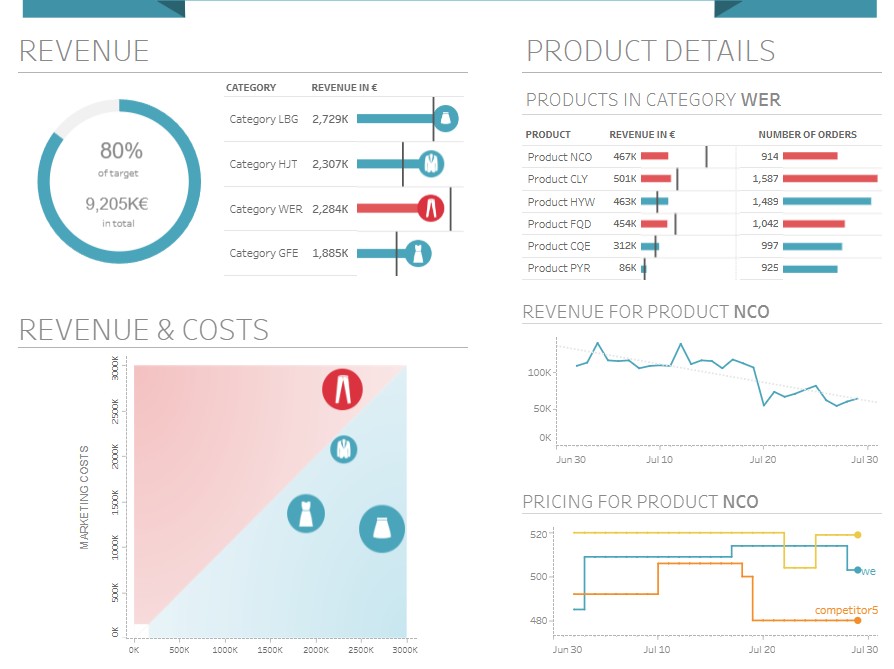 REVENUE
80%
of target
9,205K€
in total
CATEGORY REVENUE IN €
Category LBG 2,729K
Category HJT 2,307K
Category WER 2,284K
Category GFE 1,885K
REVENUE & COSTS
MARKETING COSTS
3000K
2500K
2000K
1500K
1000K
500K
0K
0K 500K 1000K 1500K 2000K 2500K 3000K
PRODUCT DETAILS
PRODUCTS IN CATEGORY WER
PRODUCT REVENUE IN € NUMBER OF ORDERS
Product NCO 467K 914
Product CLY 501K 1,587
Product HYW 463K 1,489
Product FQD 454K 1,042
Product CQE 312K 997
Product PYR 86K 925
REVENUE FOR PRODUCT NCO
100K
50K
0K
Jun 30 Jul 10 Jul 20 Jul 30
PRICING FOR PRODUCT NCO
520
500
480
we
competitor5
Jun 30 Jul 10 Jul 20 Jul 30